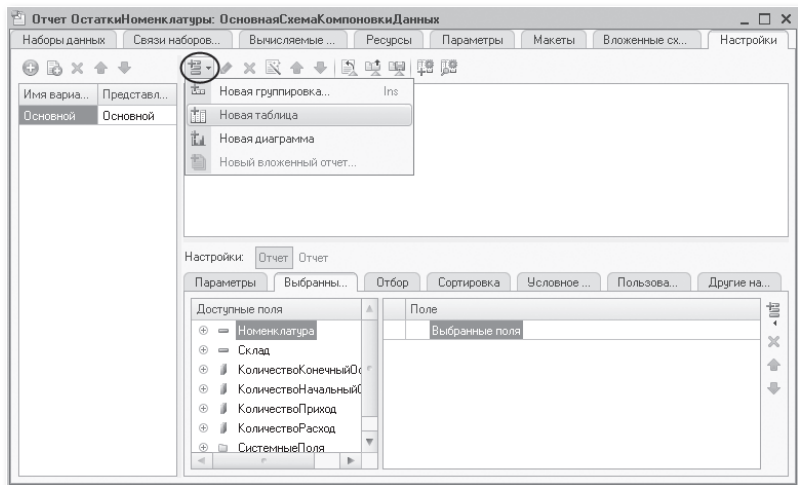 Отчет ОстаткиНоменклатуры: ОсновнаяСхемаКомпоновкиДанных
Наборы данных Связи наборов... Вычисляемые ... Ресурсы Параметры Макеты Вложенные сх... Настройки
Имя вариа... Представл...
Основной Основной
Новая группировка... Ins
Новая таблица
Новая диаграмма
Новый вложенный отчет...
Настройки: Отчет Отчет
Параметры Выбранны... Отбор Сортировка Условное ... Пользова... Другие на...
Доступные поля Поле
Номенклатура Выбранные поля
Склад
КоличествоКонечныйОс
КоличествоНачальныйО
КоличествоПриход
КоличествоРасход
СистемныеПоля